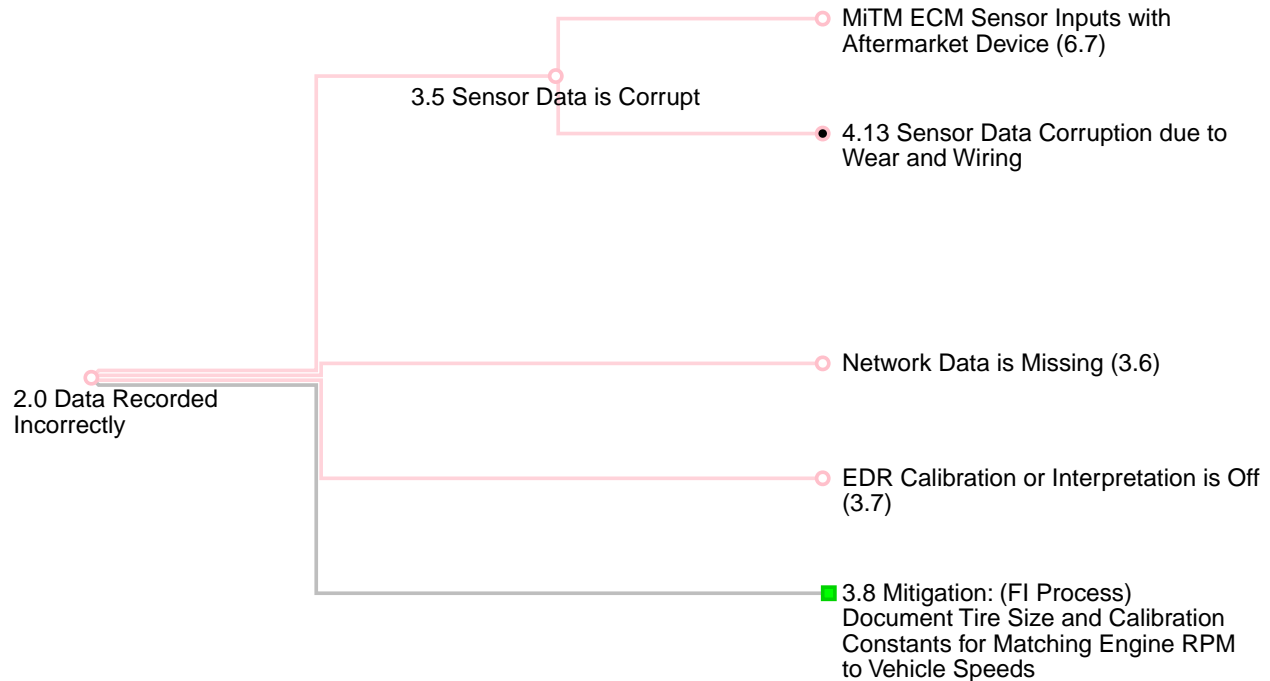 MiTM ECM Sensor Inputs with
Aftermarket Device (6.7)
3.5 Sensor Data is Corrupt
4.13 Sensor Data Corruption due to
Wear and Wiring
Network Data is Missing (3.6)
2.0 Data Recorded
Incorrectly
EDR Calibration or Interpretation is Off
(3.7)
3.8 Mitigation: (FI Process)
Document Tire Size and Calibration
Constants for Matching Engine RPM
to Vehicle Speeds